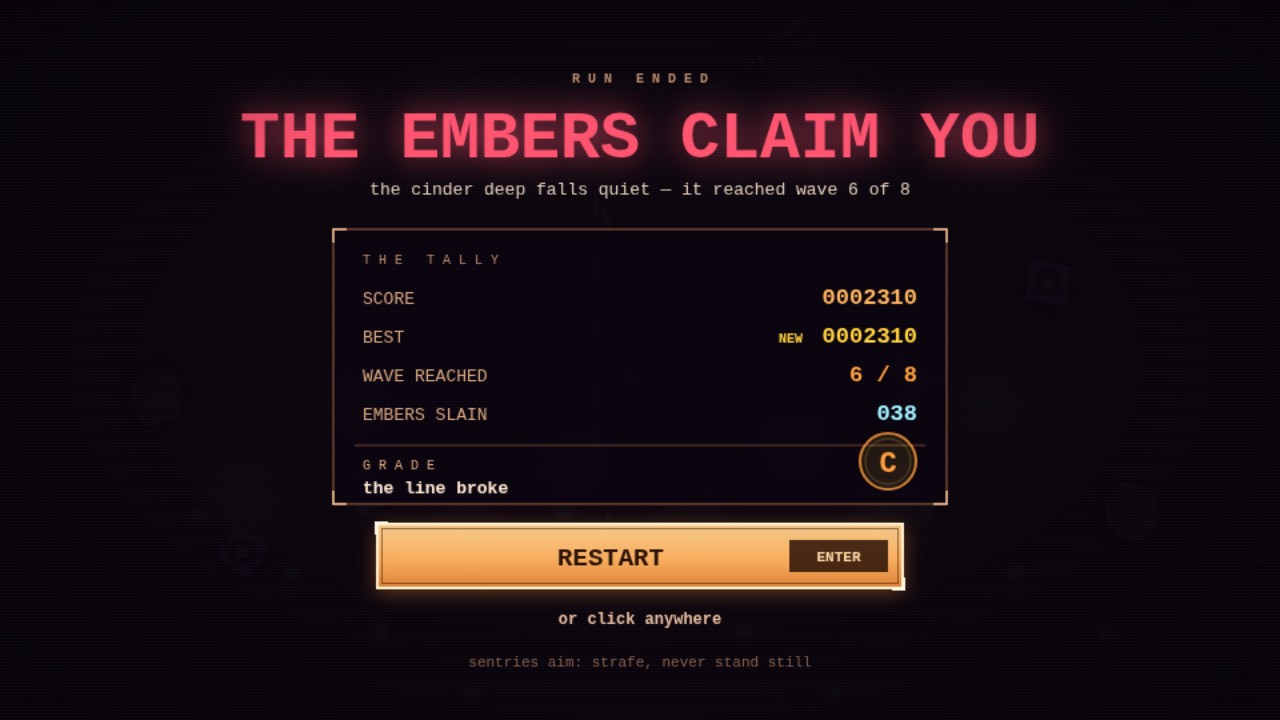 RUN ENDED
THE EMBERS CLAIM YOU
the cinder deep falls quiet — it reached wave 6 of 8
THE TALLY
SCORE 0002310
BEST NEW 0002310
WAVE REACHED 6 / 8
EMBERS SLAIN 038
GRADE
the line broke C
RESTART ENTER
or click anywhere
sentries aim: strafe, never stand still